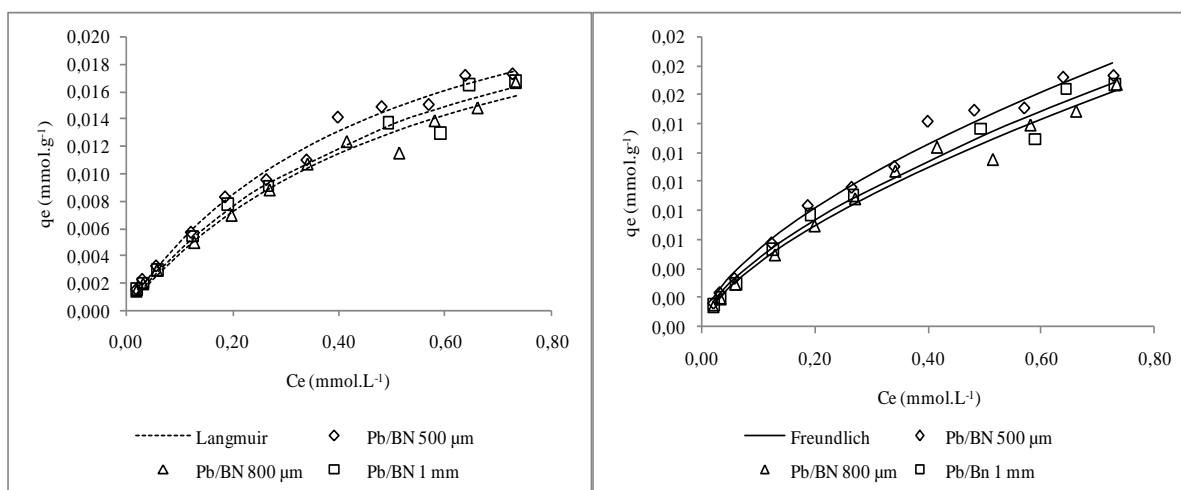 qe (mmol.g-1)
0,020
0,018
0,016
0,014
0,012
0,010
0,008
0,006
0,004
0,002
0,000
0,00 0,20 0,40 0,60 0,80
Ce (mmol.L-1)
Langmuir Pb/BN 500 μm
Pb/BN 800 μm Pb/BN 1 mm
qe (mmol.g-1)
0,02
0,02
0,02
0,01
0,01
0,01
0,01
0,01
0,00
0,00
0,00
0,00 0,20 0,40 0,60 0,80
Ce (mmol.L-1)
Freundlich Pb/BN 500 μm
Pb/BN 800 μm Pb/Bn 1 mm